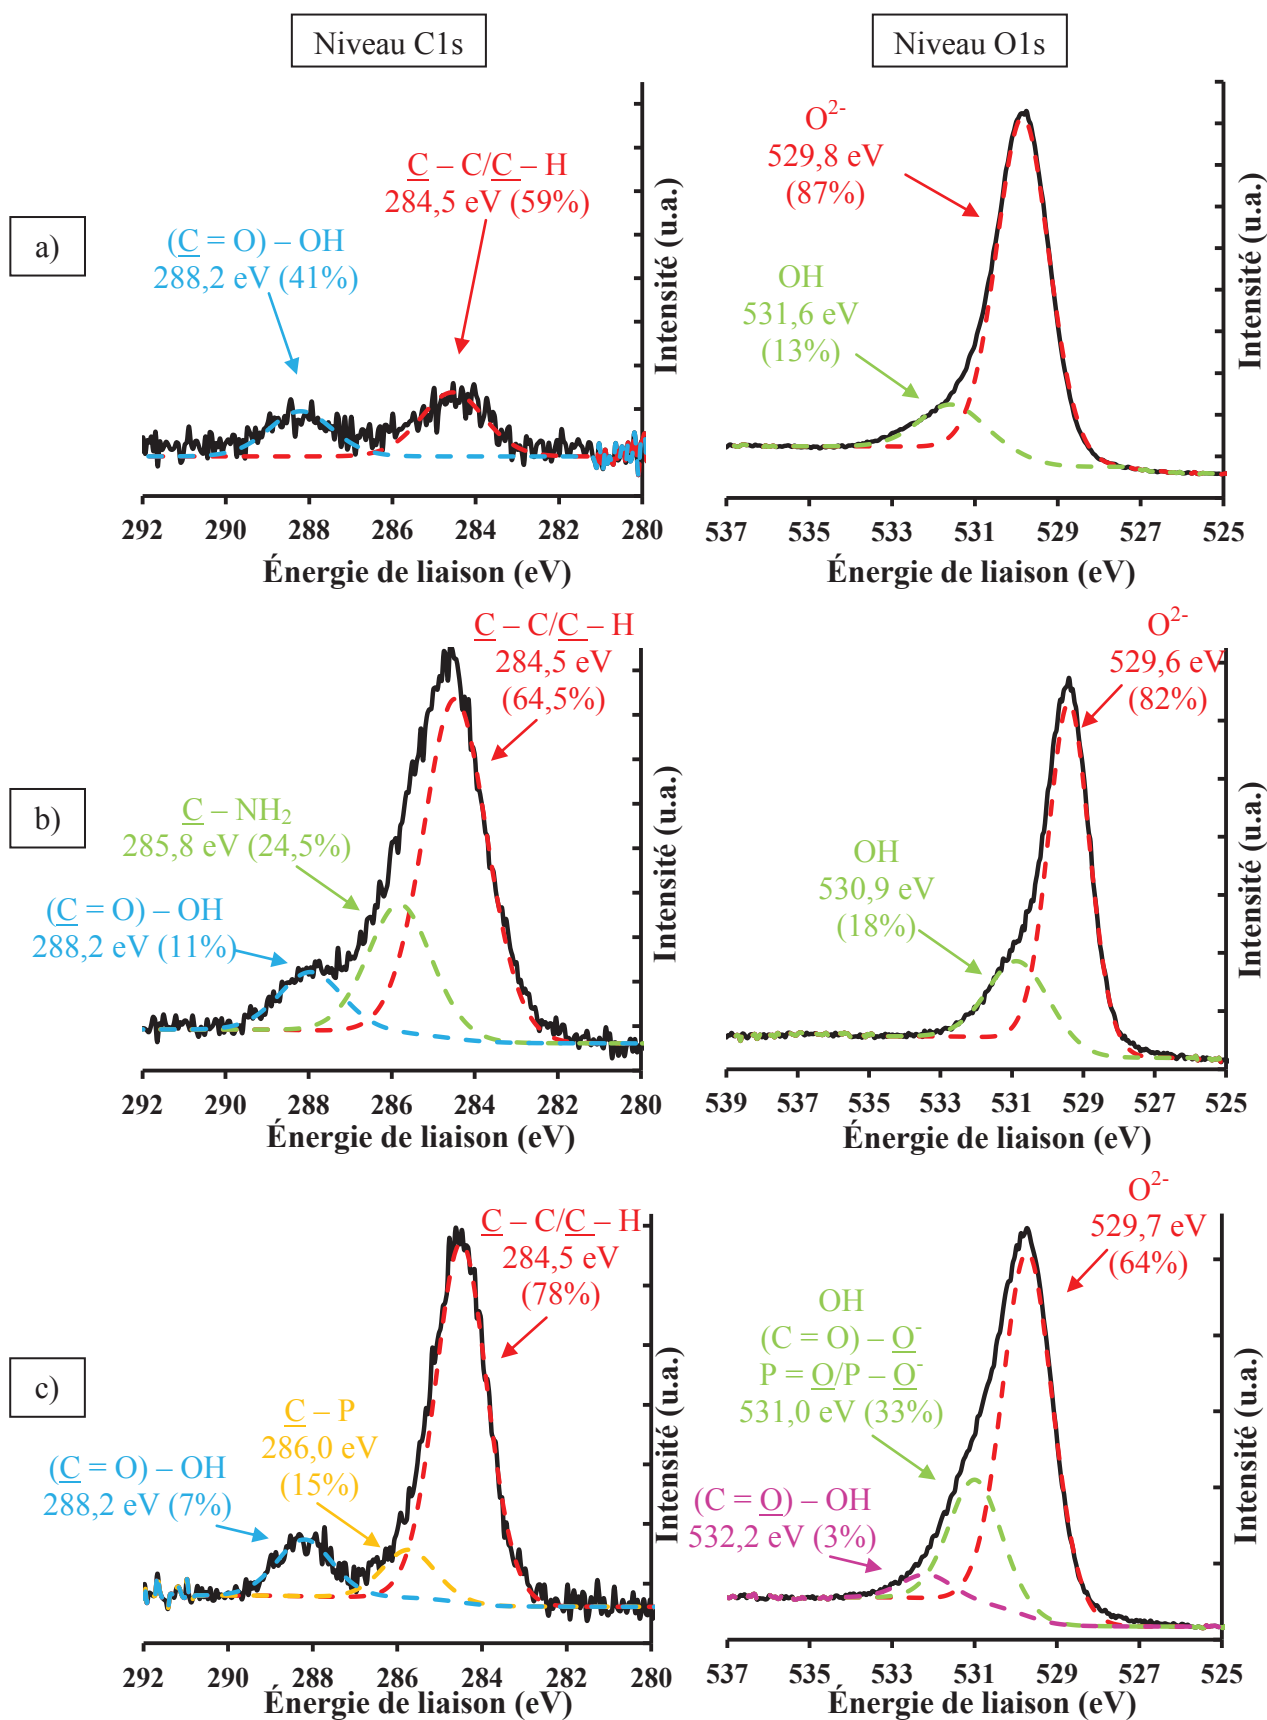 Niveau C1s
Niveau O1s
a)
C – C/C – H
284,5 eV (59%)
(C = O) – OH
288,2 eV (41%)
Intensité (u.a.)
292 290 288 286 284 282 280
Énergie de liaison (eV)
O²⁻
529,8 eV
(87%)
OH
531,6 eV
(13%)
Intensité (u.a.)
537 535 533 531 529 527 525
Énergie de liaison (eV)
b)
C – C/C – H
284,5 eV
(64,5%)
C – NH₂
285,8 eV (24,5%)
(C = O) – OH
288,2 eV (11%)
Intensité (u.a.)
292 290 288 286 284 282 280
Énergie de liaison (eV)
O²⁻
529,6 eV
(82%)
OH
530,9 eV
(18%)
Intensité (u.a.)
539 537 535 533 531 529 527 525
Énergie de liaison (eV)
c)
C – C/C – H
284,5 eV
(78%)
C – P
286,0 eV
(15%)
(C = O) – OH
288,2 eV (7%)
Intensité (u.a.)
292 290 288 286 284 282 280
Énergie de liaison (eV)
O²⁻
529,7 eV
(64%)
OH
(C = O) – O⁻
P = O/P – O⁻
531,0 eV (33%)
(C = O) – OH
532,2 eV (3%)
Intensité (u.a.)
537 535 533 531 529 527 525
Énergie de liaison (eV)